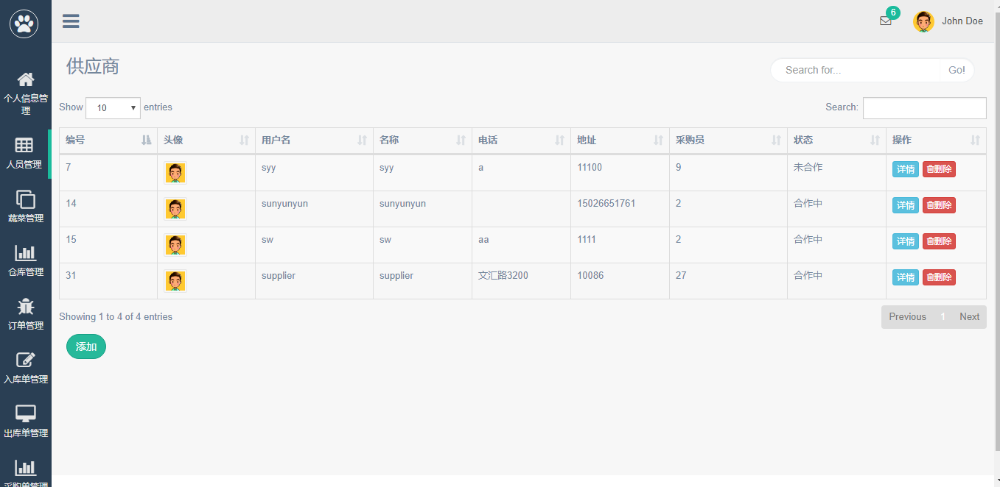 6
John Doe
供应商
Search for...
Go!
个人信息管
理
人员管理
蔬菜管理
仓库管理
订单管理
入库单管理
出库单管理
采购单管理
Show 10 entries
Search:
编号 头像 用户名 名称 电话 地址 采购员 状态 操作
7 syy syy a 11100 9 未合作 详情 删除
14 sunyunyun sunyunyun 15026651761 2 合作中 详情 删除
15 sw sw aa 1111 2 合作中 详情 删除
31 supplier supplier 文汇路3200 10086 27 合作中 详情 删除
Showing 1 to 4 of 4 entries
Previous 1 Next
添加